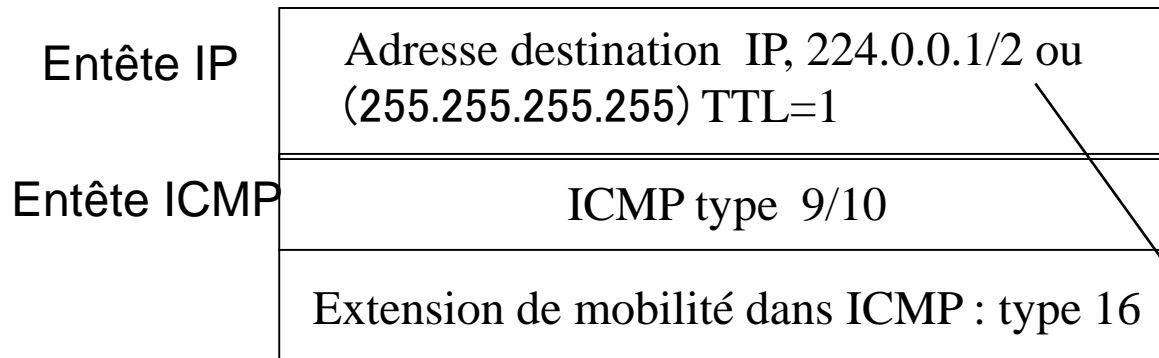 Entête IP
Adresse destination IP, 224.0.0.1/2 ou
(255.255.255.255) TTL=1
Entête ICMP
ICMP type 9/10
Extension de mobilité dans ICMP : type 16